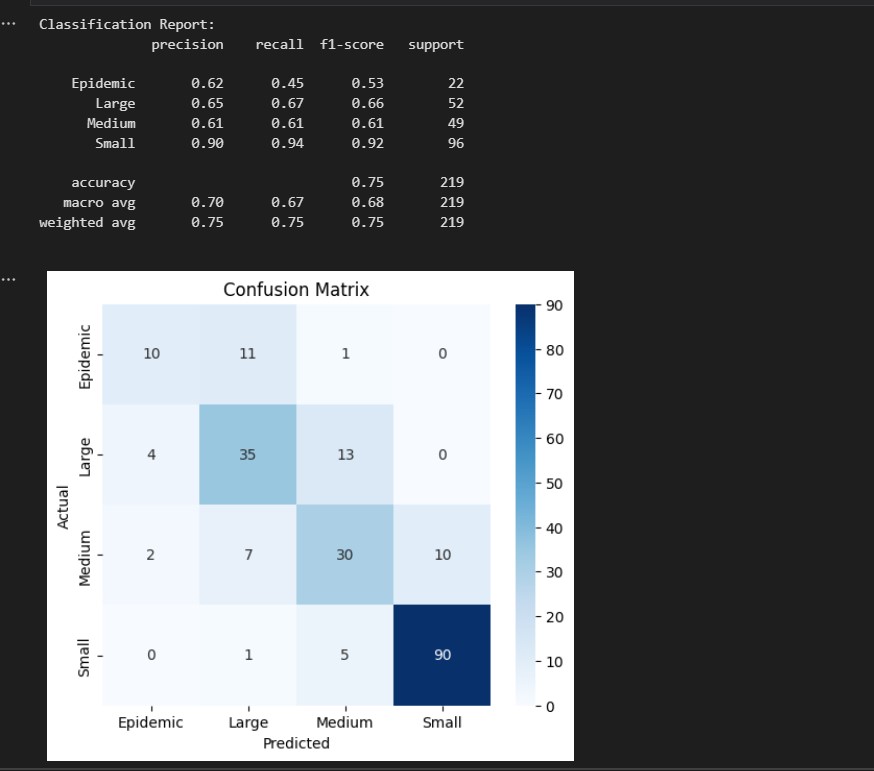 Classification Report:
precision recall f1-score support
Epidemic 0.62 0.45 0.53 22
Large 0.65 0.67 0.66 52
Medium 0.61 0.61 0.61 49
Small 0.90 0.94 0.92 96
accuracy 0.75 219
macro avg 0.70 0.67 0.68 219
weighted avg 0.75 0.75 0.75 219
Confusion Matrix
Actual
Epidemic 10 11 1 0
Large 4 35 13 0
Medium 2 7 30 10
Small 0 1 5 90
Epidemic Large Medium Small
Predicted
90
80
70
60
50
40
30
20
10
0